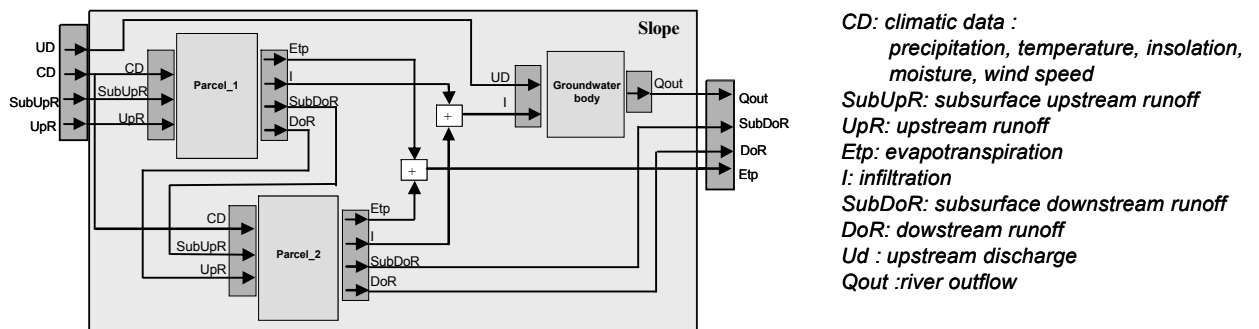 Slope
UD
CD
SubUpR
UpR
CD
SubUpR
UpR
Parcel_1
Etp
I
SubDoR
DoR
UD
I
Groundwater
body
Qout
Qout
SubDoR
DoR
Etp
+
+
CD
SubUpR
UpR
Parcel_2
Etp
I
SubDoR
DoR
CD: climatic data :
precipitation, temperature, insolation,
moisture, wind speed
SubUpR: subsurface upstream runoff
UpR: upstream runoff
Etp: evapotranspiration
I: infiltration
SubDoR: subsurface downstream runoff
DoR: dowstream runoff
Ud : upstream discharge
Qout :river outflow